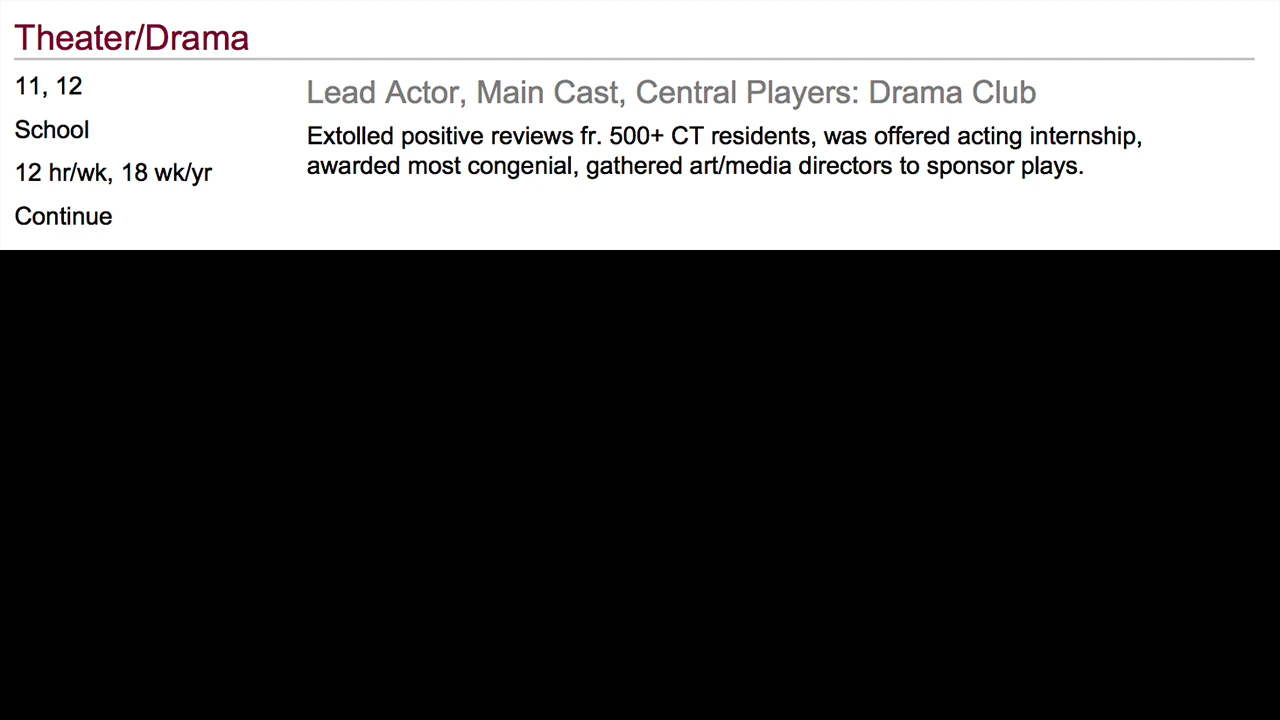 Theater/Drama
11, 12
School
12 hr/wk, 18 wk/yr
Continue
Lead Actor, Main Cast, Central Players: Drama Club
Extolled positive reviews fr. 500+ CT residents, was offered acting internship,
awarded most congenial, gathered art/media directors to sponsor plays.